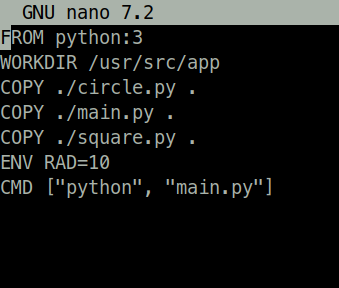 GNU nano 7.2
FROM python:3
WORKDIR /usr/src/app
COPY ./circle.py .
COPY ./main.py .
COPY ./square.py .
ENV RAD=10
CMD ["python", "main.py"]